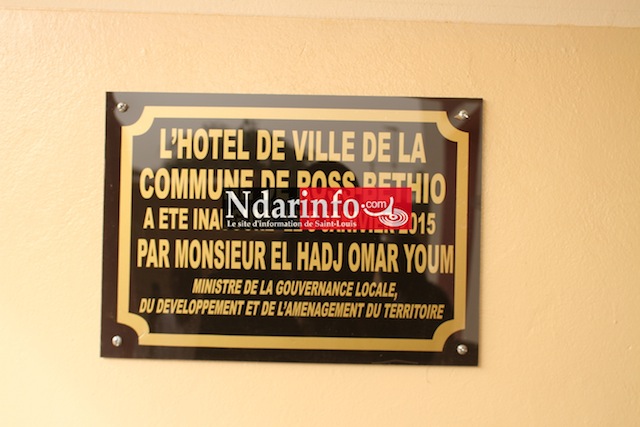 L'HOTEL DE VILLE DE LA
COMMUNE DE ROSS BETHIO
Ndarinfo.com
Le site d'information de Saint-Louis
A ETE 2015
PAR MONSIEUR EL HADJ OMAR YOUM
MINISTRE DE LA GOUVERNANCE LOCALE,
DU DEVELOPPEMENT ET DE L'AMENAGEMENT DU TERRITOIRE